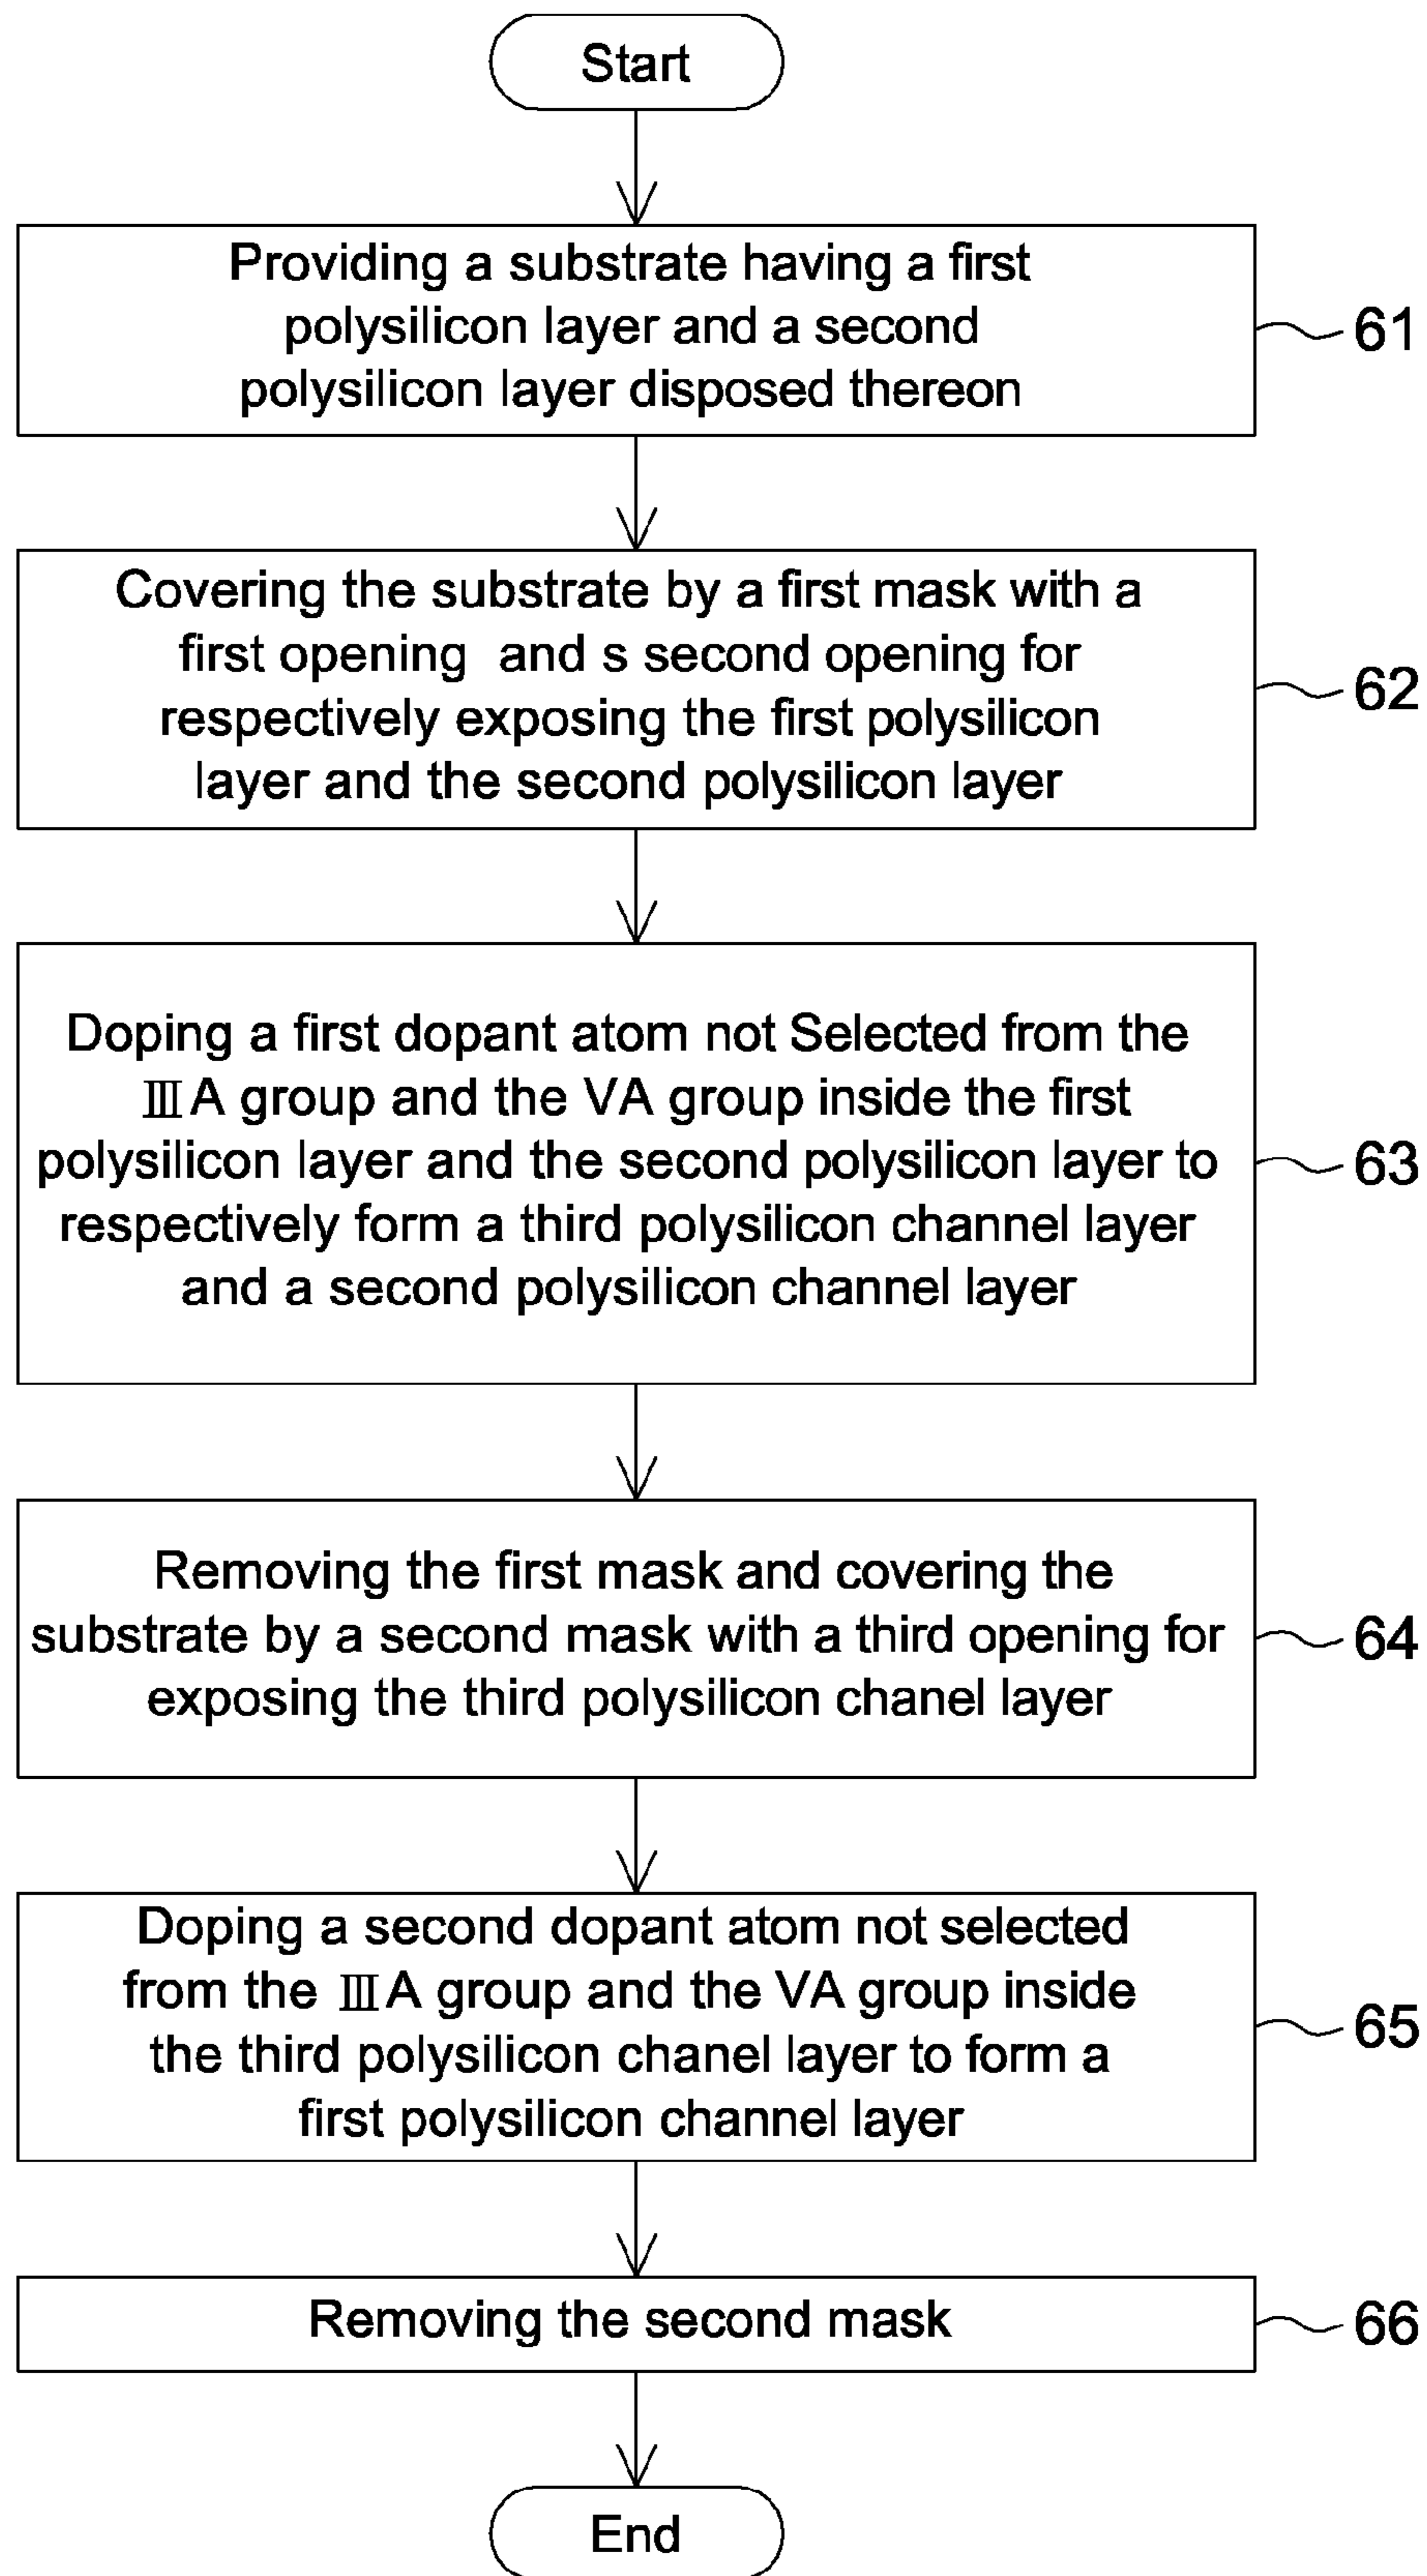 Start
Providing a substrate having a first
polysilicon layer and a second
polysilicon layer disposed thereon
61
Covering the substrate by a first mask with a
first opening and s second opening for
respectively exposing the first polysilicon
layer and the second polysilicon layer
62
Doping a first dopant atom not Selected from the
ⅢA group and the VA group inside the first
polysilicon layer and the second polysilicon layer to
respectively form a third polysilicon channel layer
and a second polysilicon channel layer
63
Removing the first mask and covering the
substrate by a second mask with a third opening for
exposing the third polysilicon chanel layer
64
Doping a second dopant atom not selected
from the ⅢA group and the VA group inside
the third polysilicon chanel layer to form a
first polysilicon channel layer
65
Removing the second mask
66
End